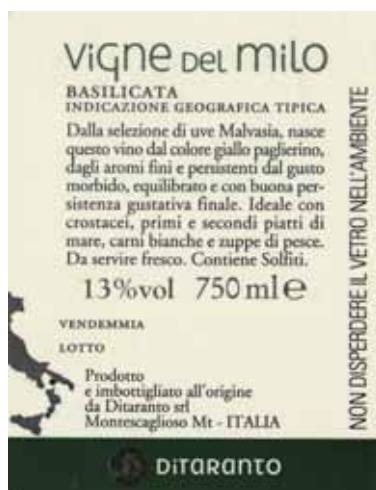 Vigne del milo
BASILICATA
INDICAZIONE GEOGRAFICA TIPICA
Dalla selezione di uve Malvasia, nasce
questo vino dal colore giallo paglierino,
dagli aromi fini e persistenti dal gusto
morbido, equilibrato e con buona per-
sistenza gustativa finale. Ideale con
crostacei, primi e secondi piatti di
mare, carni bianche e zuppe di pesce.
Da servire fresco. Contiene Solfiti.
13%vol 750 ml e
VENDEMMIA
LOTTO
Prodotto
e imbottigliato all'origine
da Ditaranto srl
Montescaglioso Mt - ITALIA
NON DISPERDERE IL VETRO NELL'AMBIENTE
DITARANTO